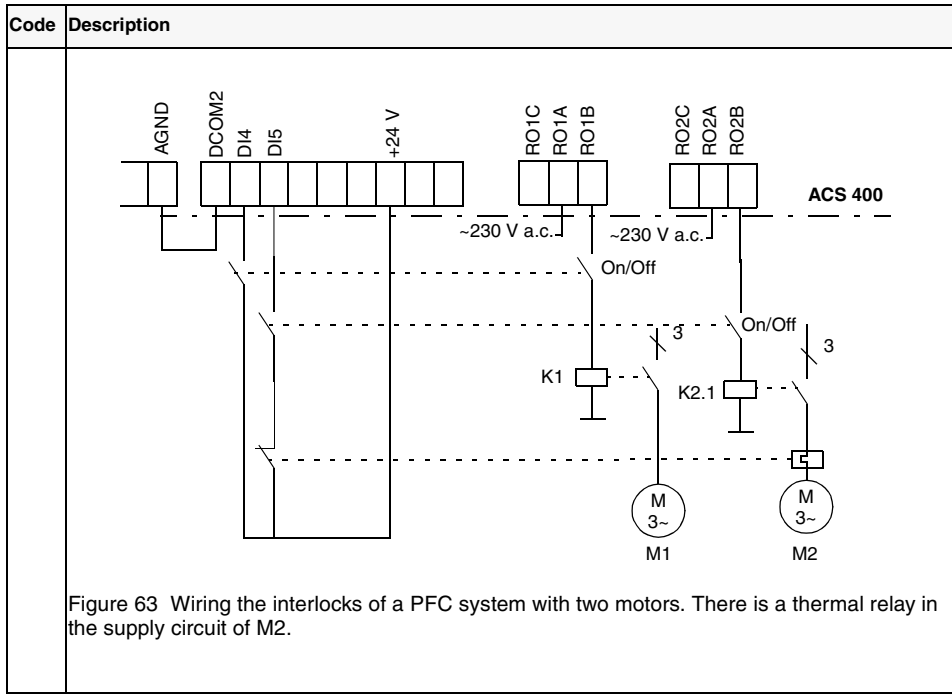 Code Description
AGND
DCOM2
DI4
DI5
+24 V
RO1C
RO1A
RO1B
RO2C
RO2A
RO2B
ACS 400
~230 V a.c.
~230 V a.c.
On/Off
On/Off
3
3
K1
K2.1
M
3~
M
3~
M1
M2
Figure 63 Wiring the interlocks of a PFC system with two motors. There is a thermal relay in
the supply circuit of M2.